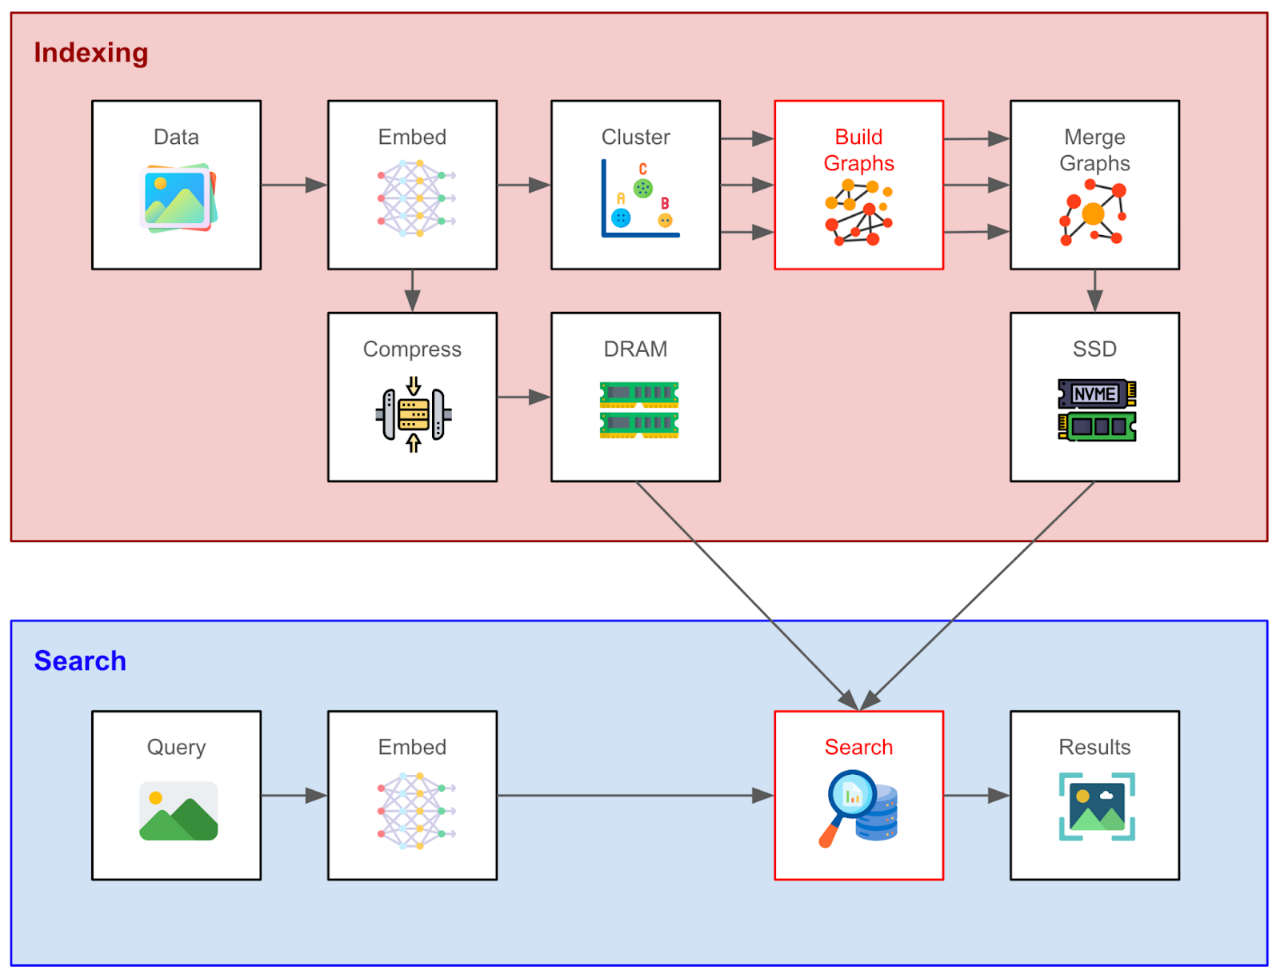 Indexing
Data
Embed
Cluster
C
A
B
Build
Graphs
Merge
Graphs
Compress
DRAM
SSD
NVME
Search
Query
Embed
Search
Results